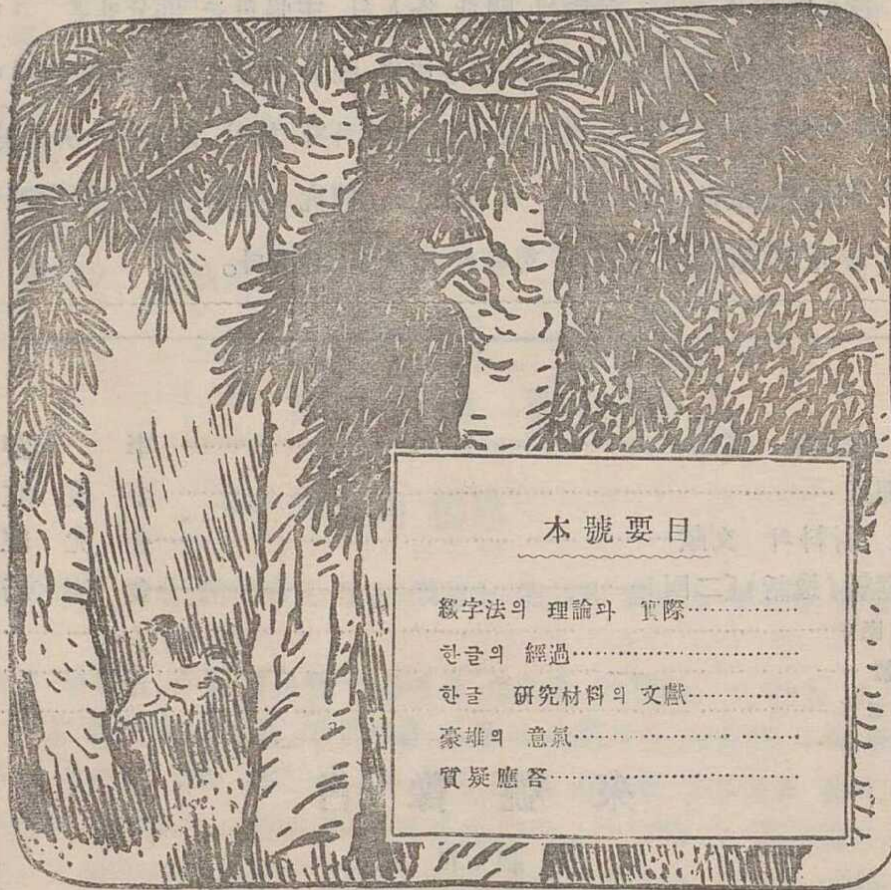 本號要目
綴字法의 理論과 實際
한글의 經過
한글 硏究材料의 文獻
豪雄의 意氣
質疑應答